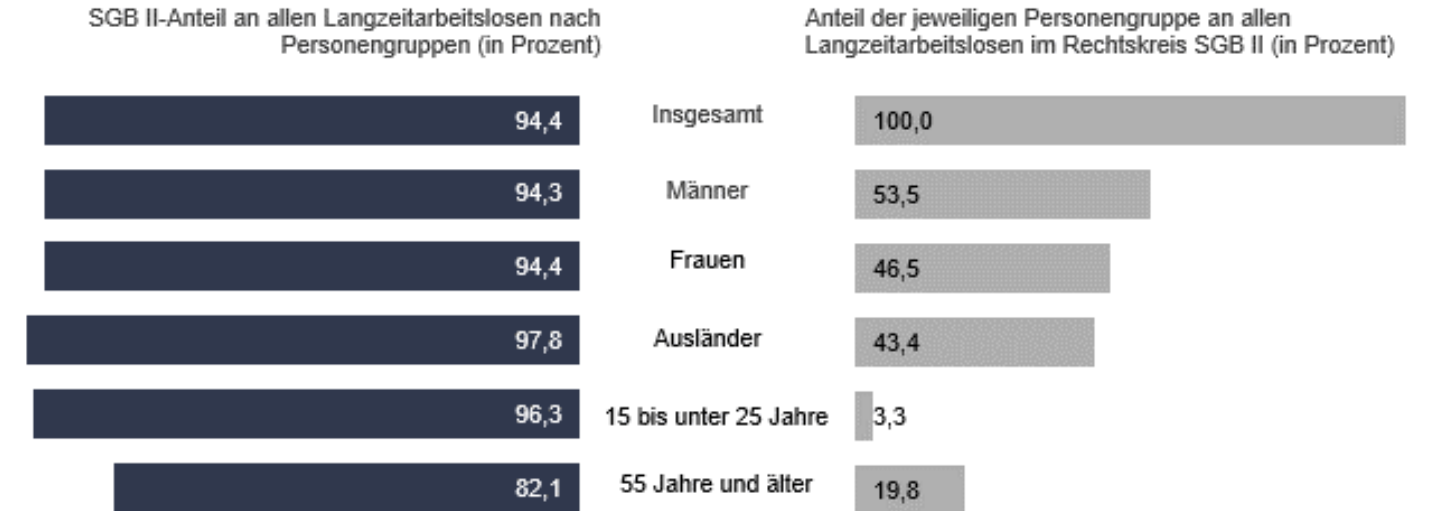 SGB II-Anteil an allen Langzeitarbeitslosen nach
Personengruppen (in Prozent)
Anteil der jeweiligen Personengruppe an allen
Langzeitarbeitslosen im Rechtskreis SGB II (in Prozent)
94,4 Insgesamt 100,0
94,3 Männer 53,5
94,4 Frauen 46,5
97,8 Ausländer 43,4
96,3 15 bis unter 25 Jahre 3,3
82,1 55 Jahre und älter 19,8